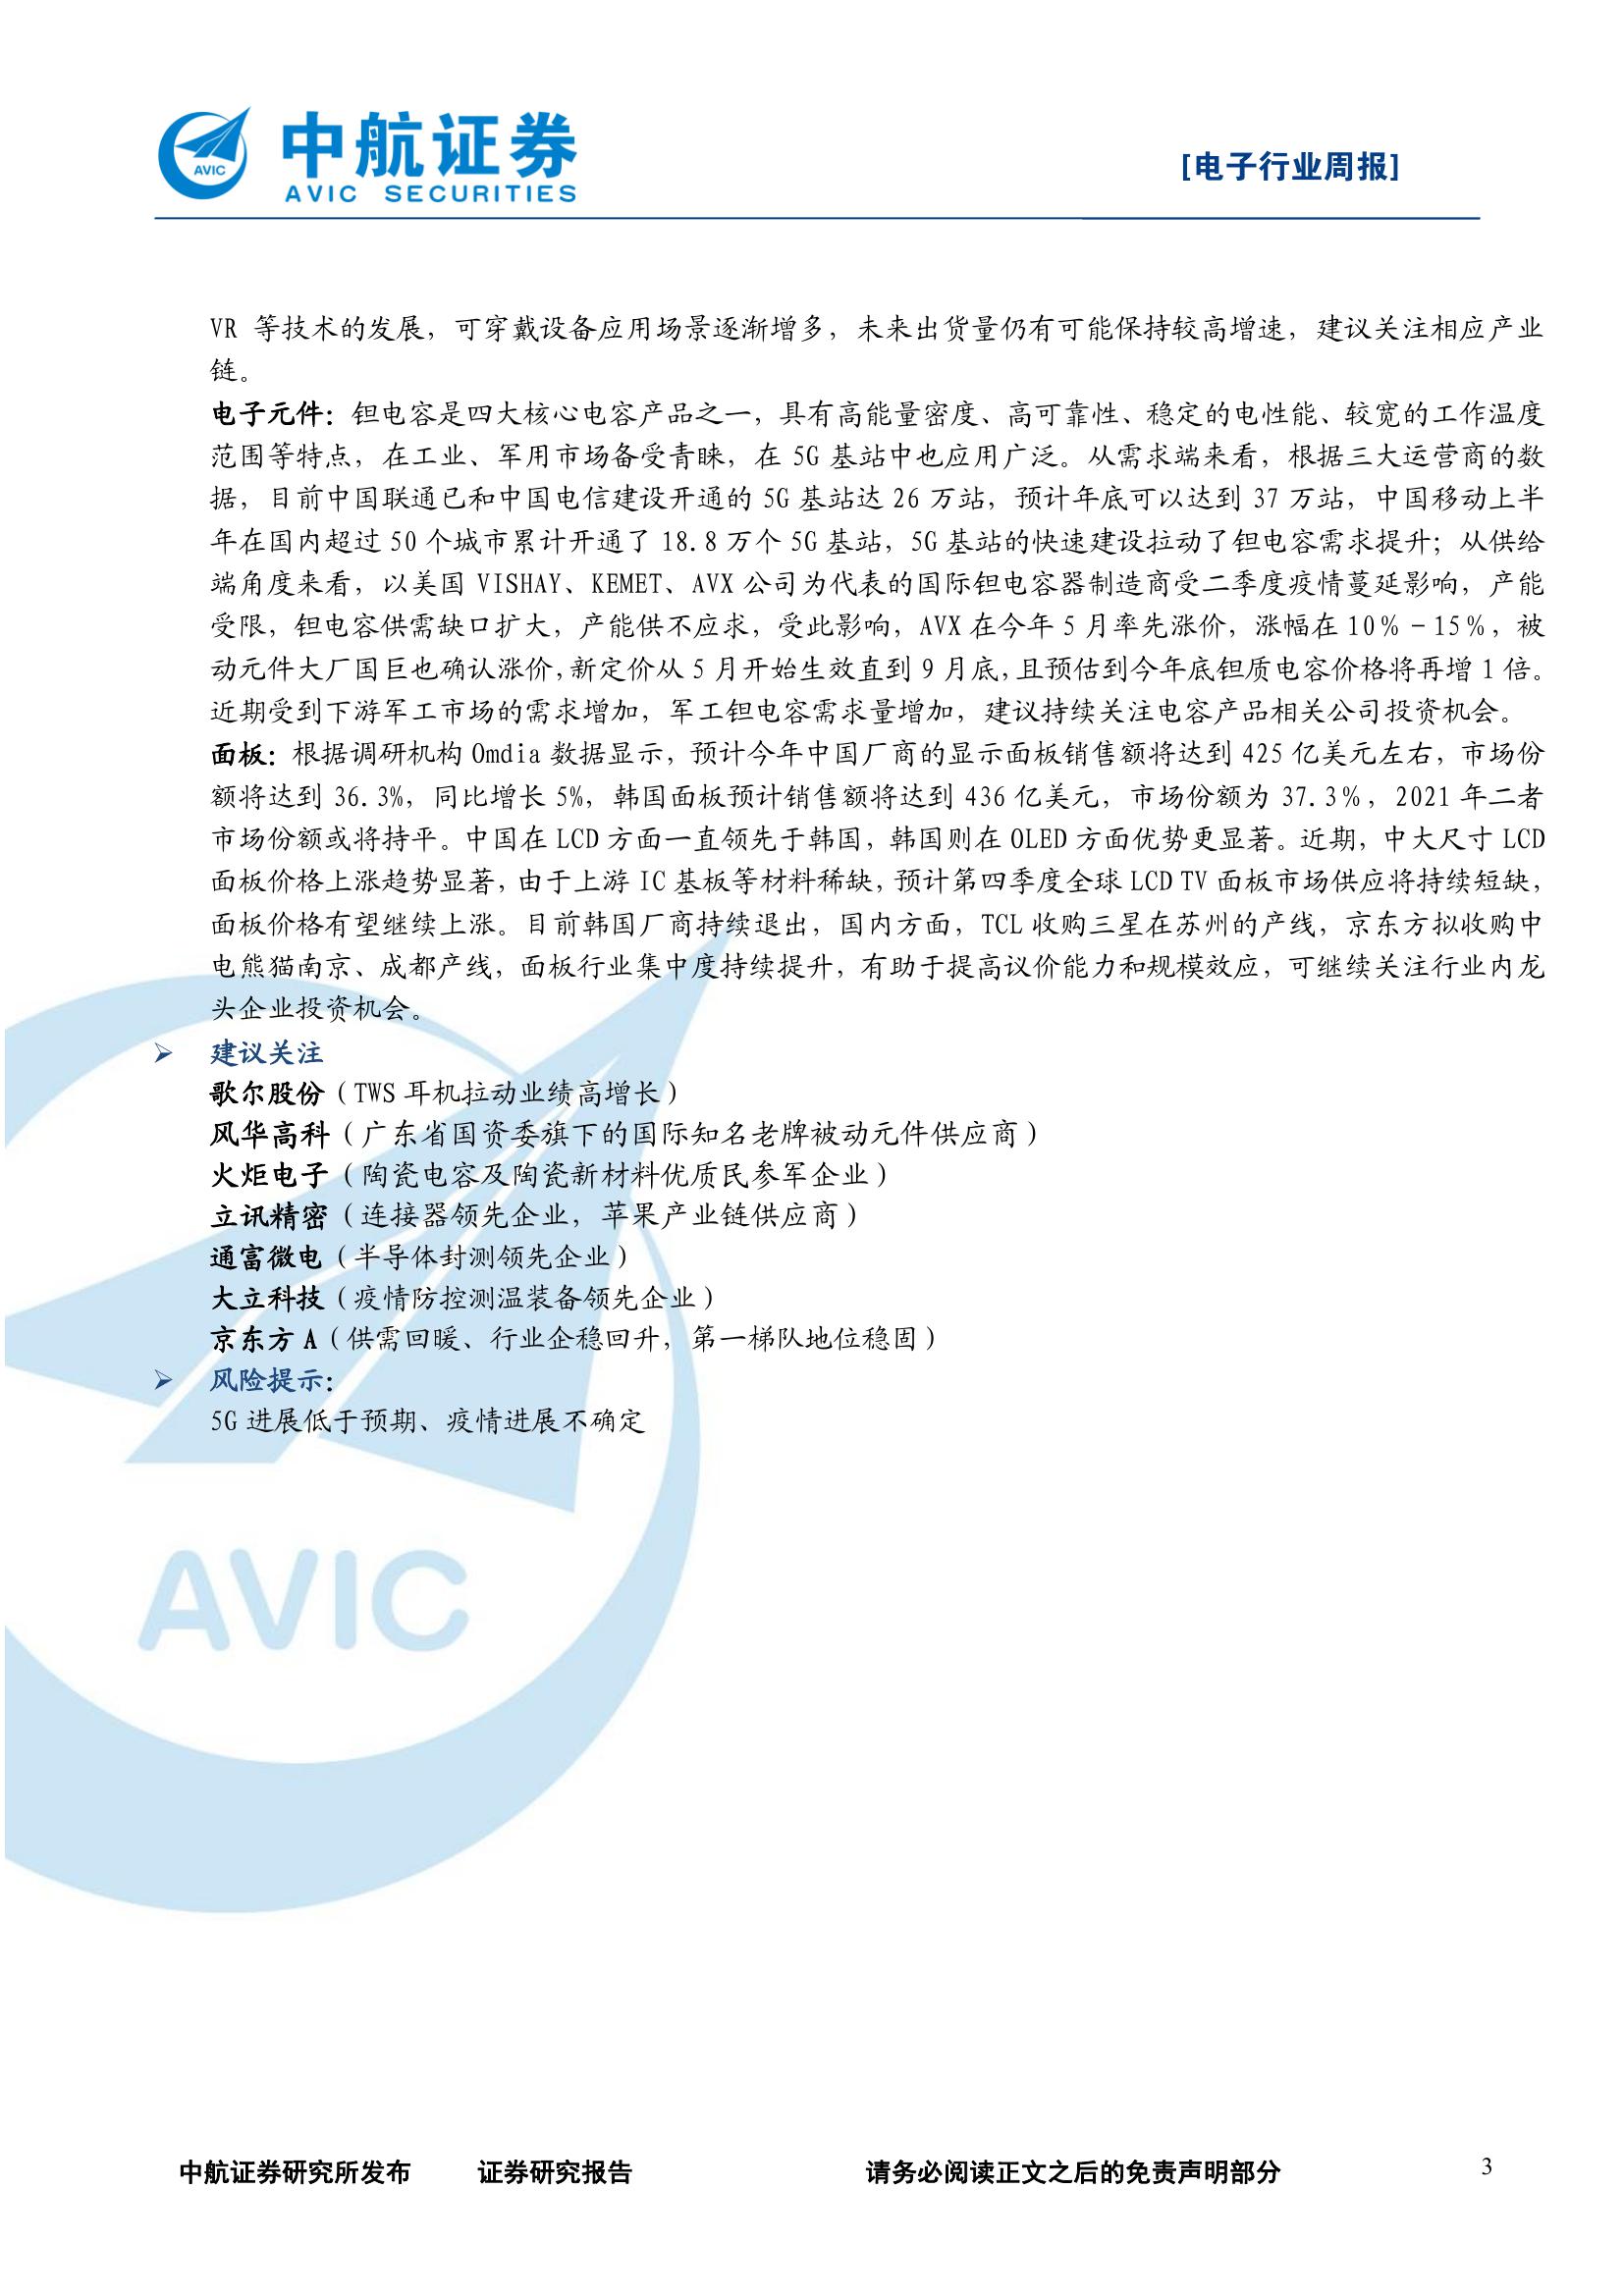 中航证券
AVIC SECURITIES
AVIC
[电子行业周报]
VR 等技术的发展，可穿戴设备应用场景逐渐增多，未来出货量仍有可能保持较高增速，建议关注相应产业
链。
电子元件：钽电容是四大核心电容产品之一，具有高能量密度、高可靠性、稳定的电性能、较宽的工作温度
范围等特点，在工业、军用市场备受青睐，在 5G 基站中也应用广泛。从需求端来看，根据三大运营商的数
据，目前中国联通已和中国电信建设开通的 5G 基站达 26 万站，预计年底可以达到 37 万站，中国移动上半
年在国内超过 50 个城市累计开通了 18.8 万个 5G 基站，5G 基站的快速建设拉动了钽电容需求提升；从供给
端角度来看，以美国 VISHAY、KEMET、AVX 公司为代表的国际钽电容器制造商受二季度疫情蔓延影响，产能
受限，钽电容供需缺口扩大，产能供不应求，受此影响，AVX 在今年 5 月率先涨价，涨幅在 10%－15%，被
动元件大厂国巨也确认涨价，新定价从 5 月开始生效直到 9 月底，且预估到今年底钽质电容价格将再增 1 倍。
近期受到下游军工市场的需求增加，军工钽电容需求量增加，建议持续关注电容产品相关公司投资机会。
面板：根据调研机构 Omdia 数据显示，预计今年中国厂商的显示面板销售额将达到 425 亿美元左右，市场份
额将达到 36.3%，同比增长 5%，韩国面板预计销售额将达到 436 亿美元，市场份额为 37.3%，2021 年二者
市场份额或将持平。中国在 LCD 方面一直领先于韩国，韩国则在 OLED 方面优势更显著。近期，中大尺寸 LCD
面板价格上涨趋势显著，由于上游 IC 基板等材料稀缺，预计第四季度全球 LCD TV 面板市场供应将持续短缺，
面板价格有望继续上涨。目前韩国厂商持续退出，国内方面，TCL 收购三星在苏州的产线，京东方拟收购中
电熊猫南京、成都产线，面板行业集中度持续提升，有助于提高议价能力和规模效应，可继续关注行业内龙
头企业投资机会。
➢ 建议关注
歌尔股份（TWS 耳机拉动业绩高增长）
风华高科（广东省国资委旗下的国际知名老牌被动元件供应商）
火炬电子（陶瓷电容及陶瓷新材料优质民参军企业）
立讯精密（连接器领先企业，苹果产业链供应商）
通富微电（半导体封测领先企业）
大立科技（疫情防控测温装备领先企业）
京东方 A（供需回暖、行业企稳回升，第一梯队地位稳固）
➢ 风险提示：
5G 进展低于预期、疫情进展不确定
AVIC
中航证券研究所发布 证券研究报告 请务必阅读正文之后的免责声明部分 3